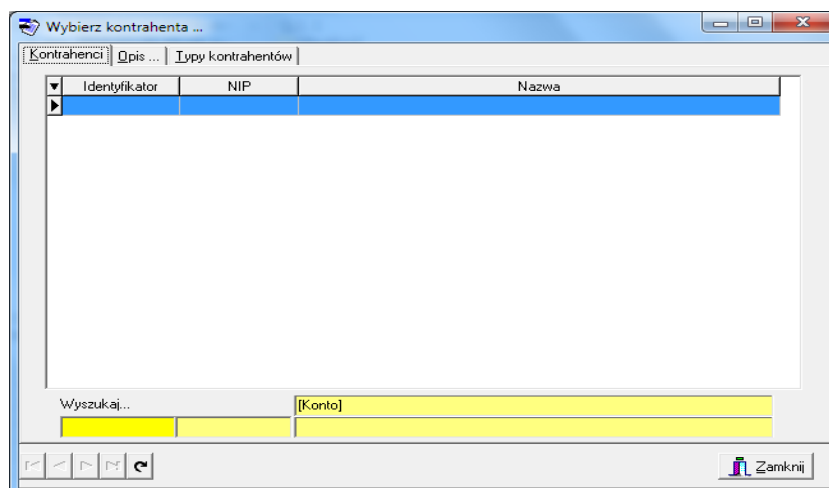 Wybierz kontrahenta ...
Kontrahenci Opis ... Typy kontrahentów
Identyfikator NIP Nazwa
Wyszukaj... [Konto]
Zamknij